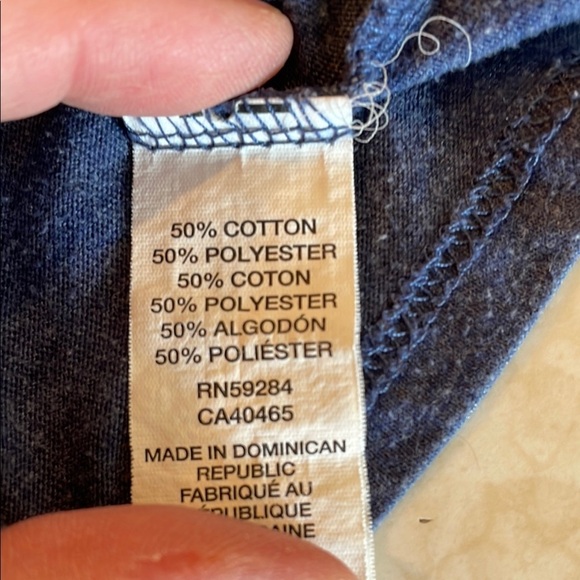 50% COTTON
50% POLYESTER
50% COTON
50% POLYESTER
50% ALGODÓN
50% POLIÉSTER
RN59284
CA40465
MADE IN DOMINICAN
REPUBLIC
FABRIQUÉ AU